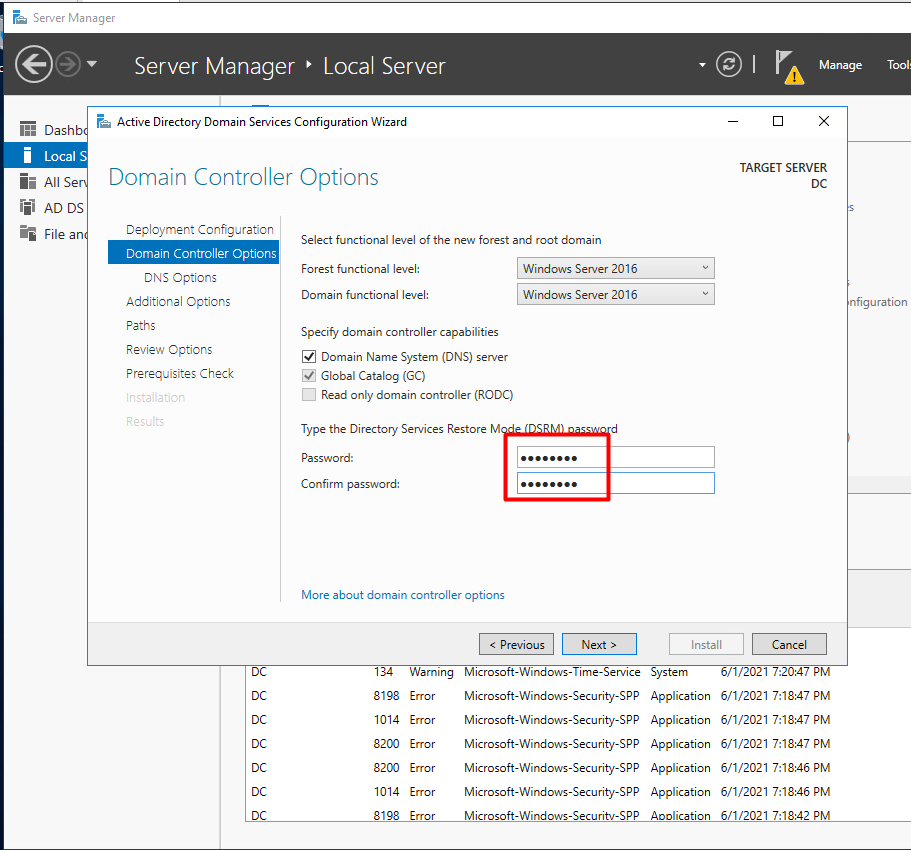 Server Manager
Server Manager ‣ Local Server
Manage
Tools
Dashbo
Local S
All Serv
AD DS
File and
Active Directory Domain Services Configuration Wizard
Domain Controller Options
TARGET SERVER
DC
Deployment Configuration
Domain Controller Options
DNS Options
Additional Options
Paths
Review Options
Prerequisites Check
Installation
Results
Select functional level of the new forest and root domain
Forest functional level: Windows Server 2016
Domain functional level: Windows Server 2016
Specify domain controller capabilities
Domain Name System (DNS) server
Global Catalog (GC)
Read only domain controller (RODC)
Type the Directory Services Restore Mode (DSRM) password
Password: ●●●●●●●●
Confirm password: ●●●●●●●●
More about domain controller options
< Previous Next > Install Cancel
es
onfiguration
DC 134 Warning Microsoft-Windows-Time-Service System 6/1/2021 7:20:47 PM
DC 8198 Error Microsoft-Windows-Security-SPP Application 6/1/2021 7:18:47 PM
DC 1014 Error Microsoft-Windows-Security-SPP Application 6/1/2021 7:18:47 PM
DC 8200 Error Microsoft-Windows-Security-SPP Application 6/1/2021 7:18:47 PM
DC 8200 Error Microsoft-Windows-Security-SPP Application 6/1/2021 7:18:46 PM
DC 1014 Error Microsoft-Windows-Security-SPP Application 6/1/2021 7:18:46 PM
DC 8198 Error Microsoft-Windows-Security-SPP Application 6/1/2021 7:18:42 PM